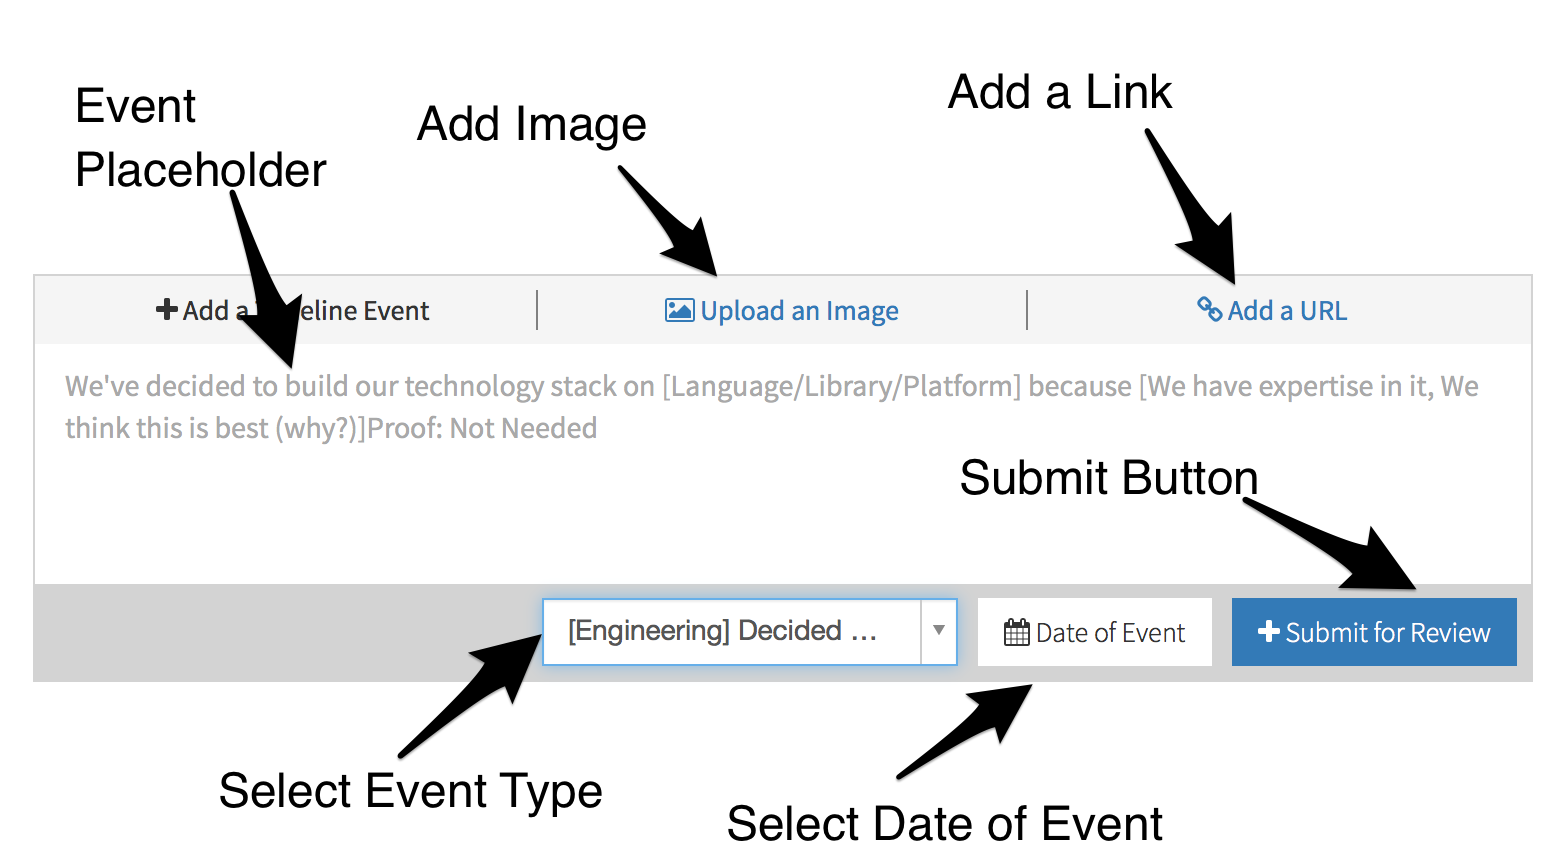 Event
Placeholder
Add Image
Add a Link
Add a Timeline Event
Upload an Image
Add a URL
We've decided to build our technology stack on [Language/Library/Platform] because [We have expertise in it, We
think this is best (why?)]Proof: Not Needed
Submit Button
[Engineering] Decided ...
Date of Event
Submit for Review
Select Event Type
Select Date of Event